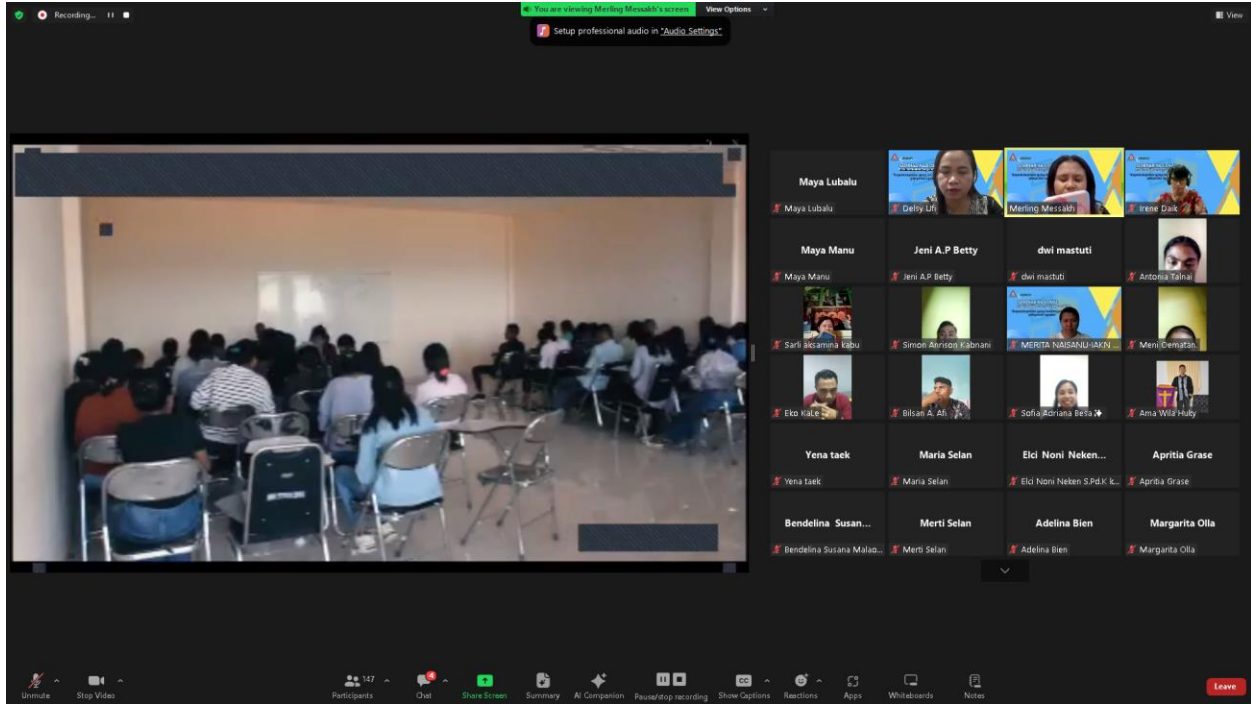 Recording...
You are viewing Merling Messakh's screen
View Options
View
Setup professional audio in "Audio Settings"
Maya Lubalu
Maya Lubalu
Delsy Ufi
Merling Messakh
Irene Daik
Maya Manu
Jeni A.P Betty
dwi mastuti
Maya Manu
Jeni A.P Betty
dwi mastuti
Antonia Talnai
Sarli aksamina kabu
Simon Anrison Kabnani
MERITA NAISANU-IAKN ...
Meni Oematan
Eko KaLe
Bilsan A. Afi
Sofia Adriana Besa
Ama Wila Huky
Yena taek
Maria Selan
Elci Noni Neken...
Apritia Grase
Yena taek
Maria Selan
Elci Noni Neken S.Pd.K k...
Apritia Grase
Bendelina Susan...
Merti Selan
Adelina Bien
Margarita Olla
Bendelina Susana Malao...
Merti Selan
Adelina Bien
Margarita Olla
Unmute
Stop Video
147
Participants
4
Chat
Share Screen
Summary
AI Companion
Pause/stop recording
CC
Show Captions
Reactions
Apps
Whiteboards
Notes
Leave